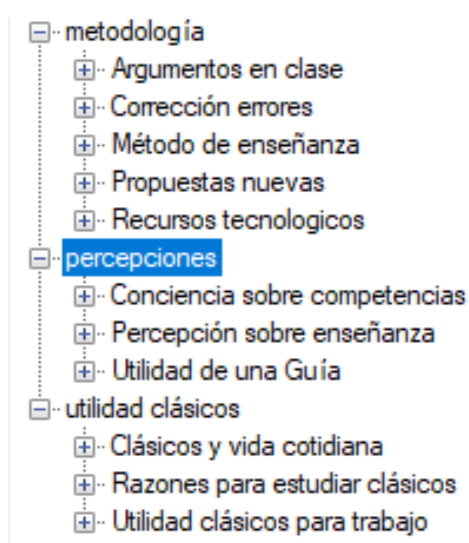 metodología
Argumentos en clase
Corrección errores
Método de enseñanza
Propuestas nuevas
Recursos tecnologicos
percepciones
Conciencia sobre competencias
Percepción sobre enseñanza
Utilidad de una Guía
utilidad clásicos
Clásicos y vida cotidiana
Razones para estudiar clásicos
Utilidad clásicos para trabajo